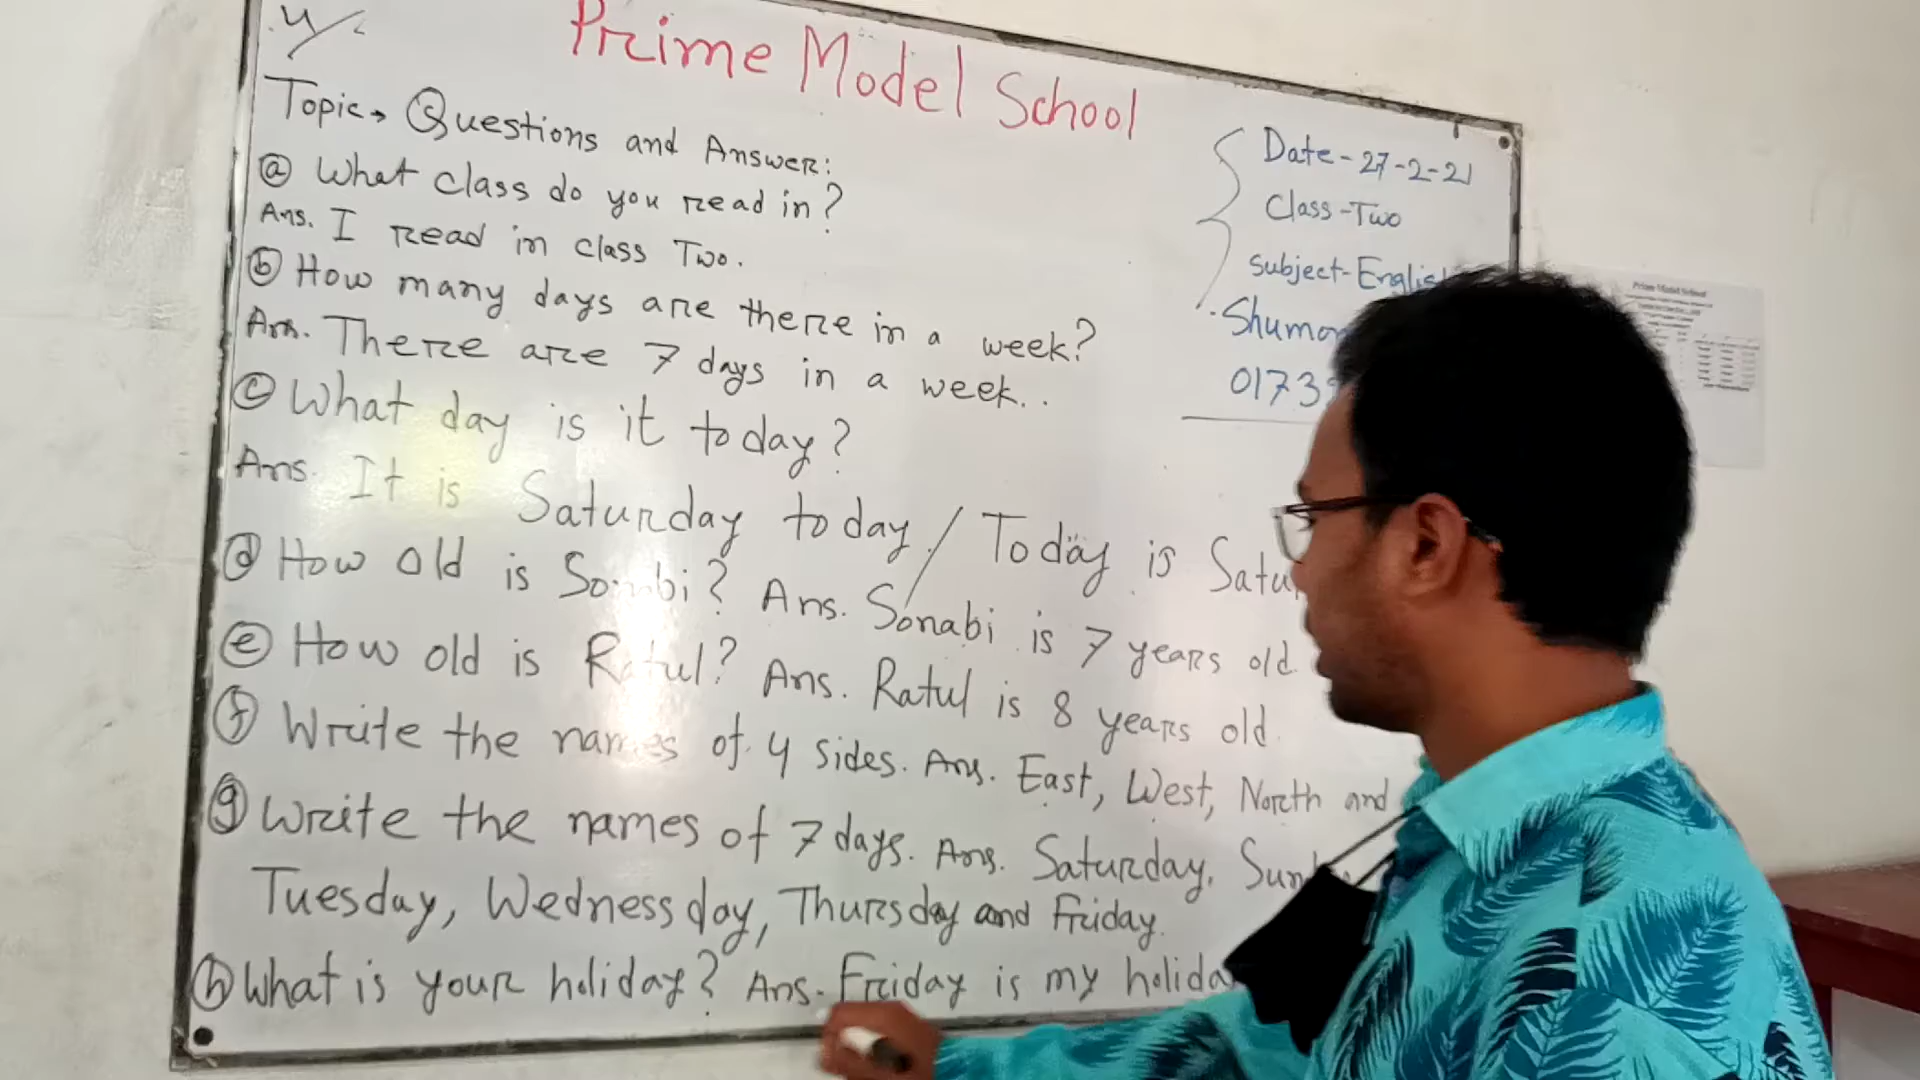 Prime Model School
Topic→ Questions and Answer:
ⓐ What class do you read in?
Ans. I read in class Two.
ⓑ How many days are there in a week?
Ans. There are 7 days in a week..
ⓒ What day is it today?
Ans. It is Saturday today./ Today is Satu
ⓓ How old is Sonabi? Ans. Sonabi is 7 years old.
ⓔ How old is Ratul? Ans. Ratul is 8 years old.
ⓕ Write the names of 4 sides. Ans. East, West, North and
ⓖ Write the names of 7 days. Ans. Saturday, Sun
Tuesday, Wednessday, Thursday and Friday.
ⓗ What is your holiday? Ans. Friday is my holida
Date-27-2-21
Class-Two
Subject-Englis
Shumon
0173
Prime Model School